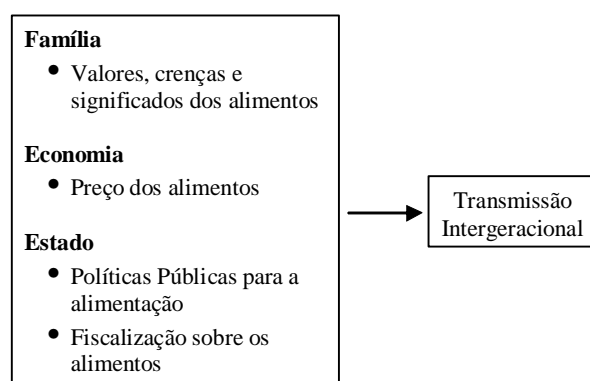 Família
• Valores, crenças e
significados dos alimentos
Economia
• Preço dos alimentos
Estado
• Políticas Públicas para a
alimentação
• Fiscalização sobre os
alimentos
Transmissão
Intergeracional